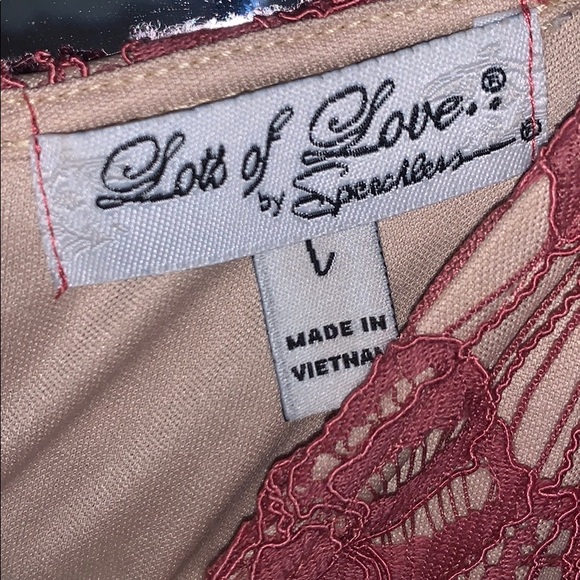 Lots of Love.®
by Speechless®
L
MADE IN
VIETNAM